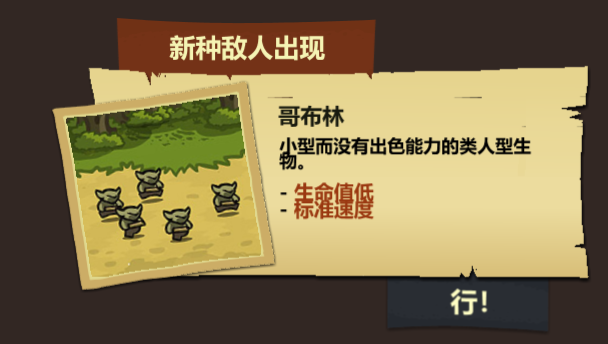 新种敌人出现
哥布林
小型而没有出色能力的类人型生
物。
- 生命值低
- 标准速度
行!